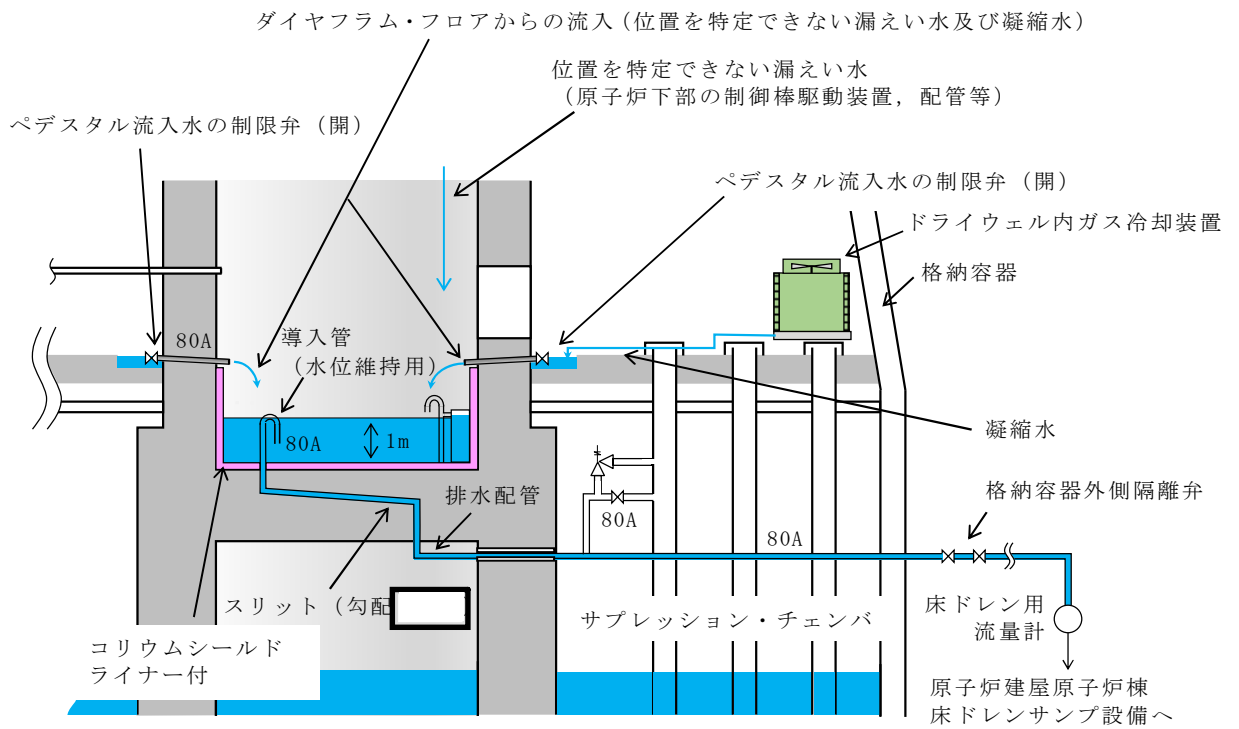 ダイヤフラム・フロアからの流入（位置を特定できない漏えい水及び凝縮水）
位置を特定できない漏えい水
（原子炉下部の制御棒駆動装置，配管等）
ペデスタル流入水の制限弁（開）
ペデスタル流入水の制限弁（開）
ドライウェル内ガス冷却装置
格納容器
80A
導入管
（水位維持用）
80A
1m
凝縮水
排水配管
格納容器外側隔離弁
80A
80A
スリット（勾配
サプレッション・チェンバ
床ドレン用
流量計
コリウムシールド
ライナー付
原子炉建屋原子炉棟
床ドレンサンプ設備へ